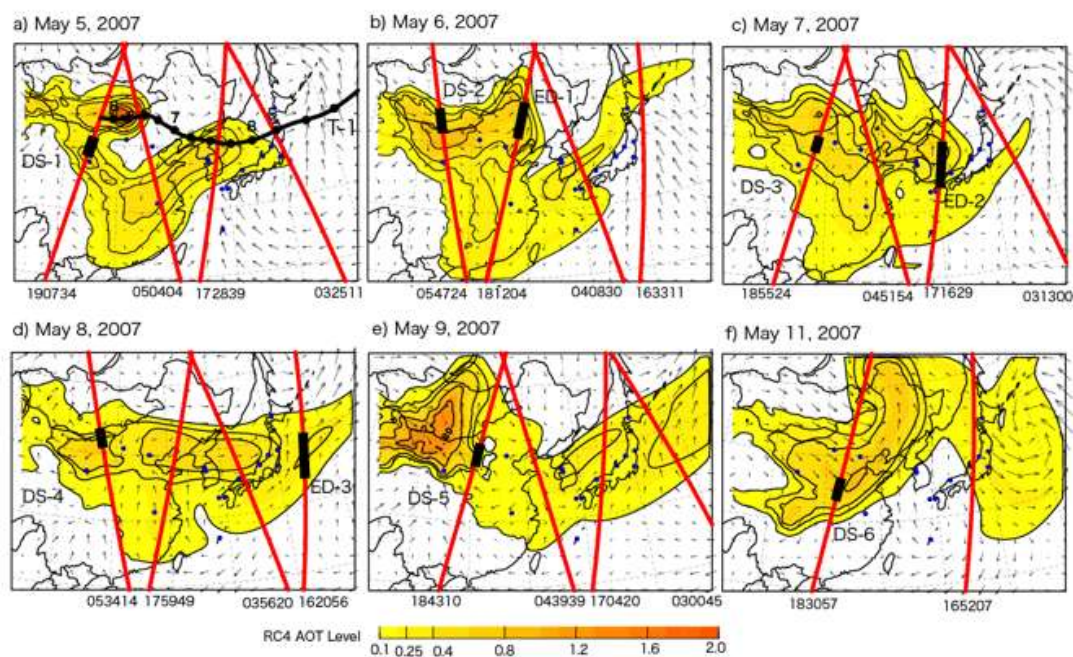 a) May 5, 2007
b) May 6, 2007
c) May 7, 2007
DS-1
8
7
6
T-1
DS-2
ED-1
DS-3
ED-2
190734
050404
172839
032511
054724
181204
040830
163311
185524
045154
171629
031300
d) May 8, 2007
e) May 9, 2007
f) May 11, 2007
DS-4
ED-3
DS-5
DS-6
053414
175949
035620
162056
184310
043939
170420
030045
183057
165207
RC4 AOT Level
0.1 0.25 0.4 0.8 1.2 1.6 2.0